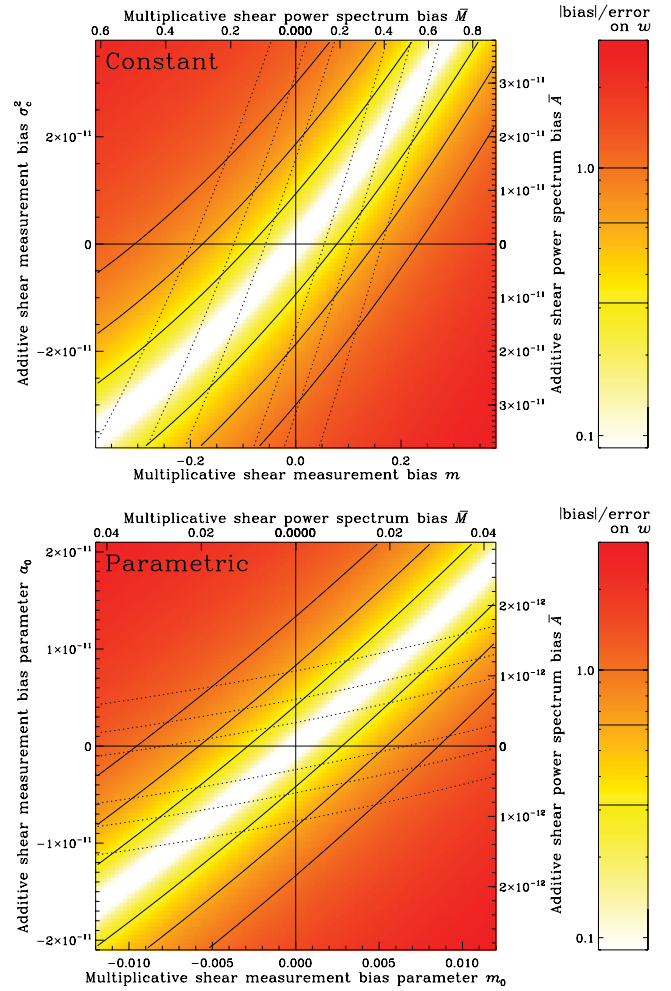 Multiplicative shear power spectrum bias M̄
0.6 0.4 0.2 0.000 0.2 0.4 0.6 0.8
Constant
Additive shear measurement bias σ_c^2
2×10^-11
0
-2×10^-11
3×10^-11
2×10^-11
1×10^-11
0
1×10^-11
2×10^-11
3×10^-11
Additive shear power spectrum bias Ā
-0.2 0.0 0.2
Multiplicative shear measurement bias m
|bias|/error
on w
1.0
0.1
Multiplicative shear power spectrum bias M̄
0.04 0.02 0.0000 0.02 0.04
Parametric
Additive shear measurement bias parameter a_0
2×10^-11
1×10^-11
0
-1×10^-11
-2×10^-11
2×10^-12
1×10^-12
0
1×10^-12
2×10^-12
Additive shear power spectrum bias Ā
-0.010 -0.005 0.000 0.005 0.010
Multiplicative shear measurement bias parameter m_0
|bias|/error
on w
1.0
0.1